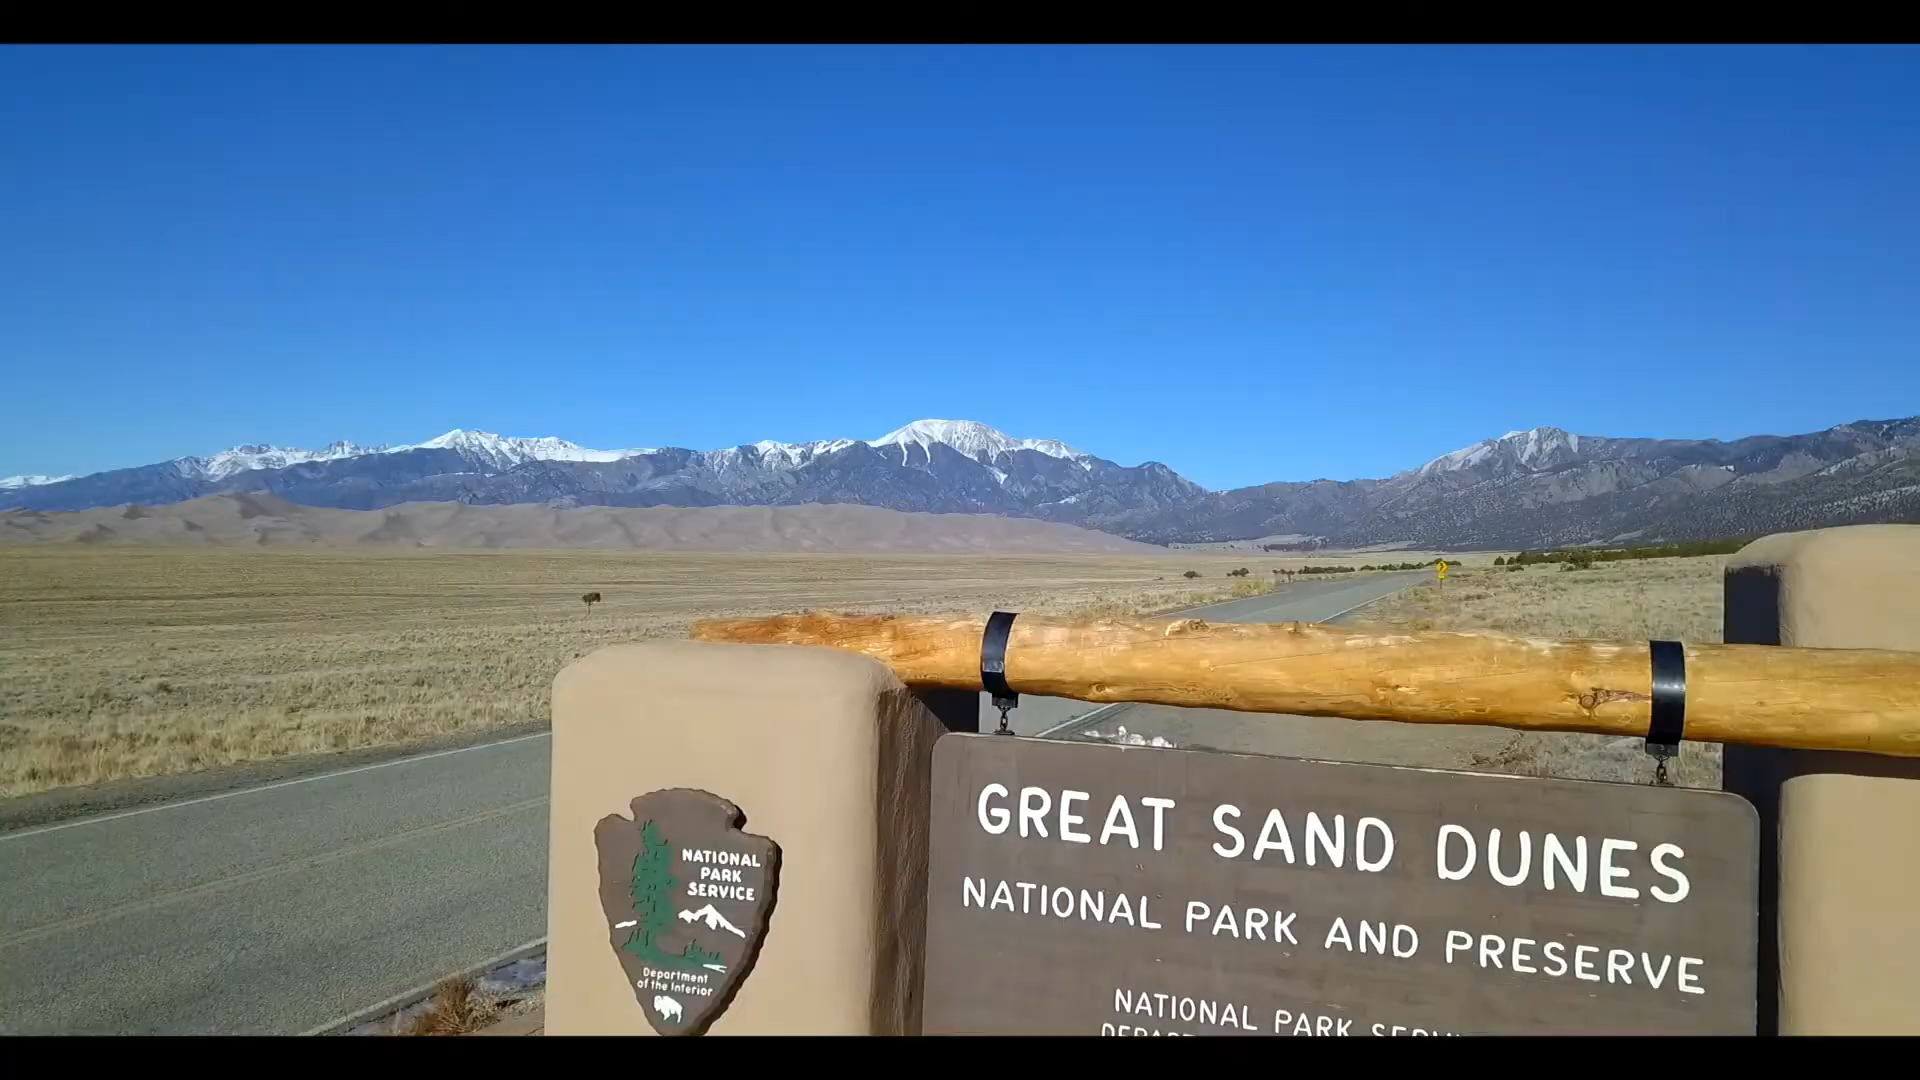 NATIONAL
PARK
SERVICE
Department
of the Interior
GREAT SAND DUNES
NATIONAL PARK AND PRESERVE
NATIONAL PARK